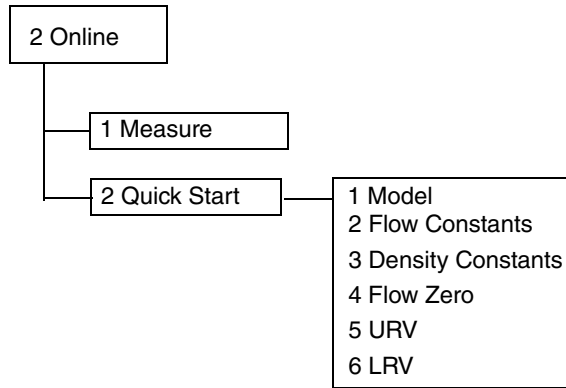 2 Online
1 Measure
2 Quick Start
1 Model
2 Flow Constants
3 Density Constants
4 Flow Zero
5 URV
6 LRV